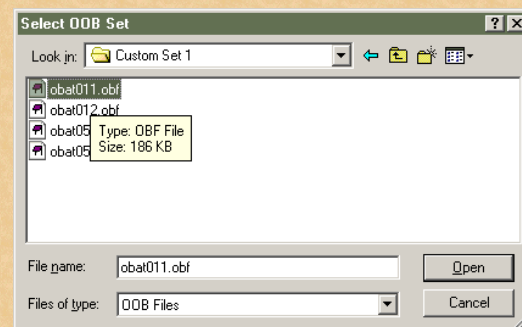 Select OOB Set
Look in: Custom Set 1
obat011.obf
obat012.obf
obat05
obat05
Type: OBF File
Size: 186 KB
File name: obat011.obf Open
Files of type: OOB Files Cancel